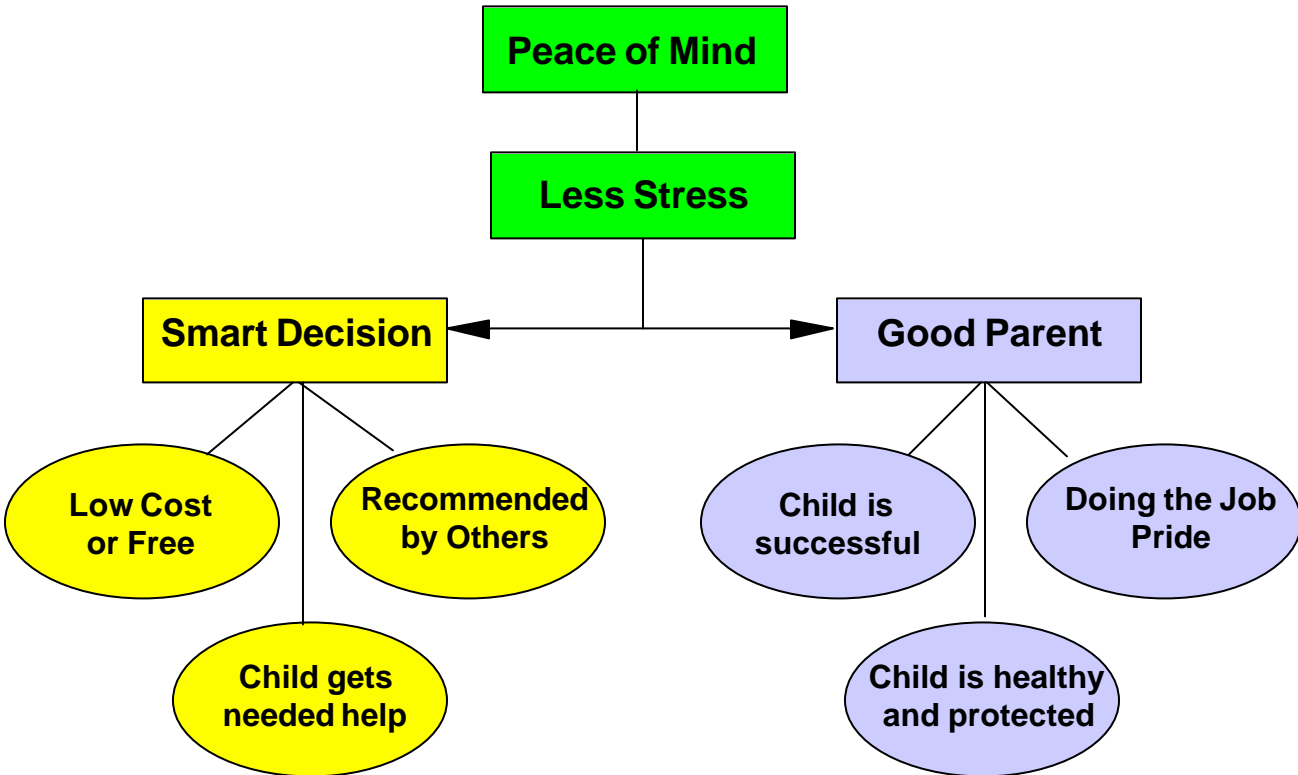 Peace of Mind
Less Stress
Smart Decision
Good Parent
Low Cost
or Free
Recommended
by Others
Child is
successful
Doing the Job
Pride
Child gets
needed help
Child is healthy
and protected